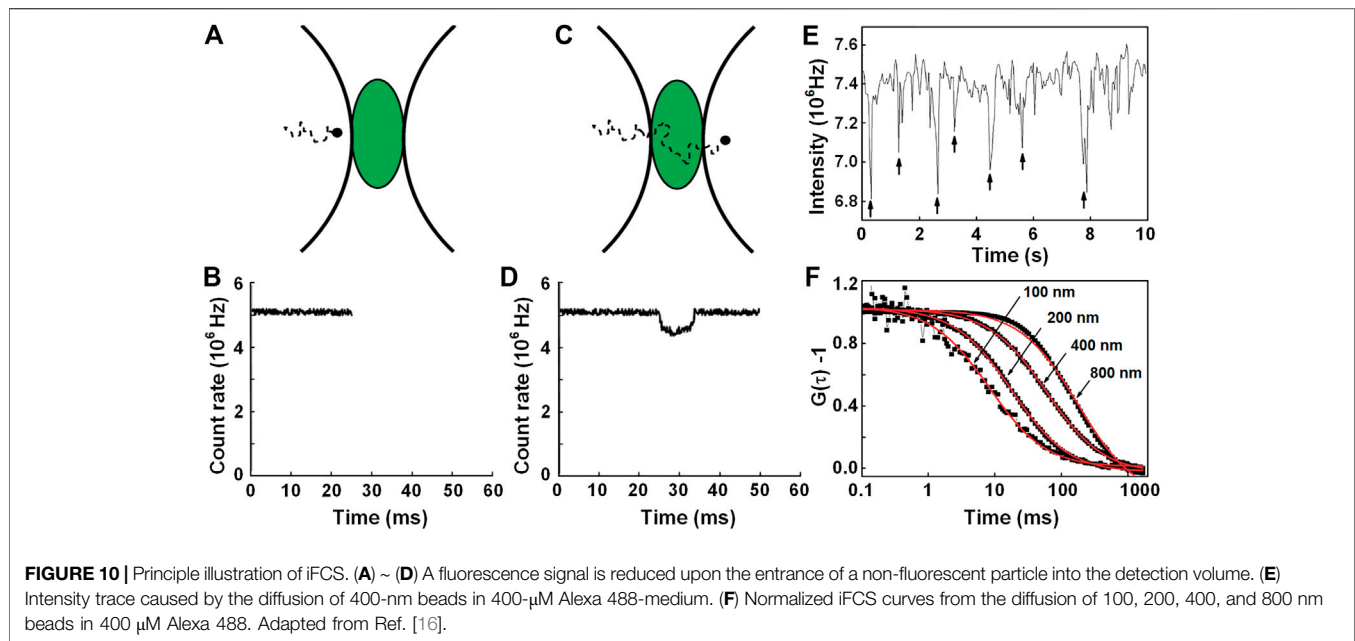 A
C
E
7.6
7.4
7.2
7.0
6.8
Intensity (10⁶Hz)
0 2 4 6 8 10
Time (s)
B
6
4
2
0
Count rate (10⁶ Hz)
0 10 20 30 40 50 60
Time (ms)
D
6
4
2
0
Count rate (10⁶ Hz)
0 10 20 30 40 50 60
Time (ms)
F
1.2
0.8
0.4
0.0
G(τ) -1
100 nm
200 nm
400 nm
800 nm
0.1 1 10 100 1000
Time (ms)
FIGURE 10 | Principle illustration of iFCS. (A) ~ (D) A fluorescence signal is reduced upon the entrance of a non-fluorescent particle into the detection volume. (E)
Intensity trace caused by the diffusion of 400-nm beads in 400-μM Alexa 488-medium. (F) Normalized iFCS curves from the diffusion of 100, 200, 400, and 800 nm
beads in 400 μM Alexa 488. Adapted from Ref. [16].